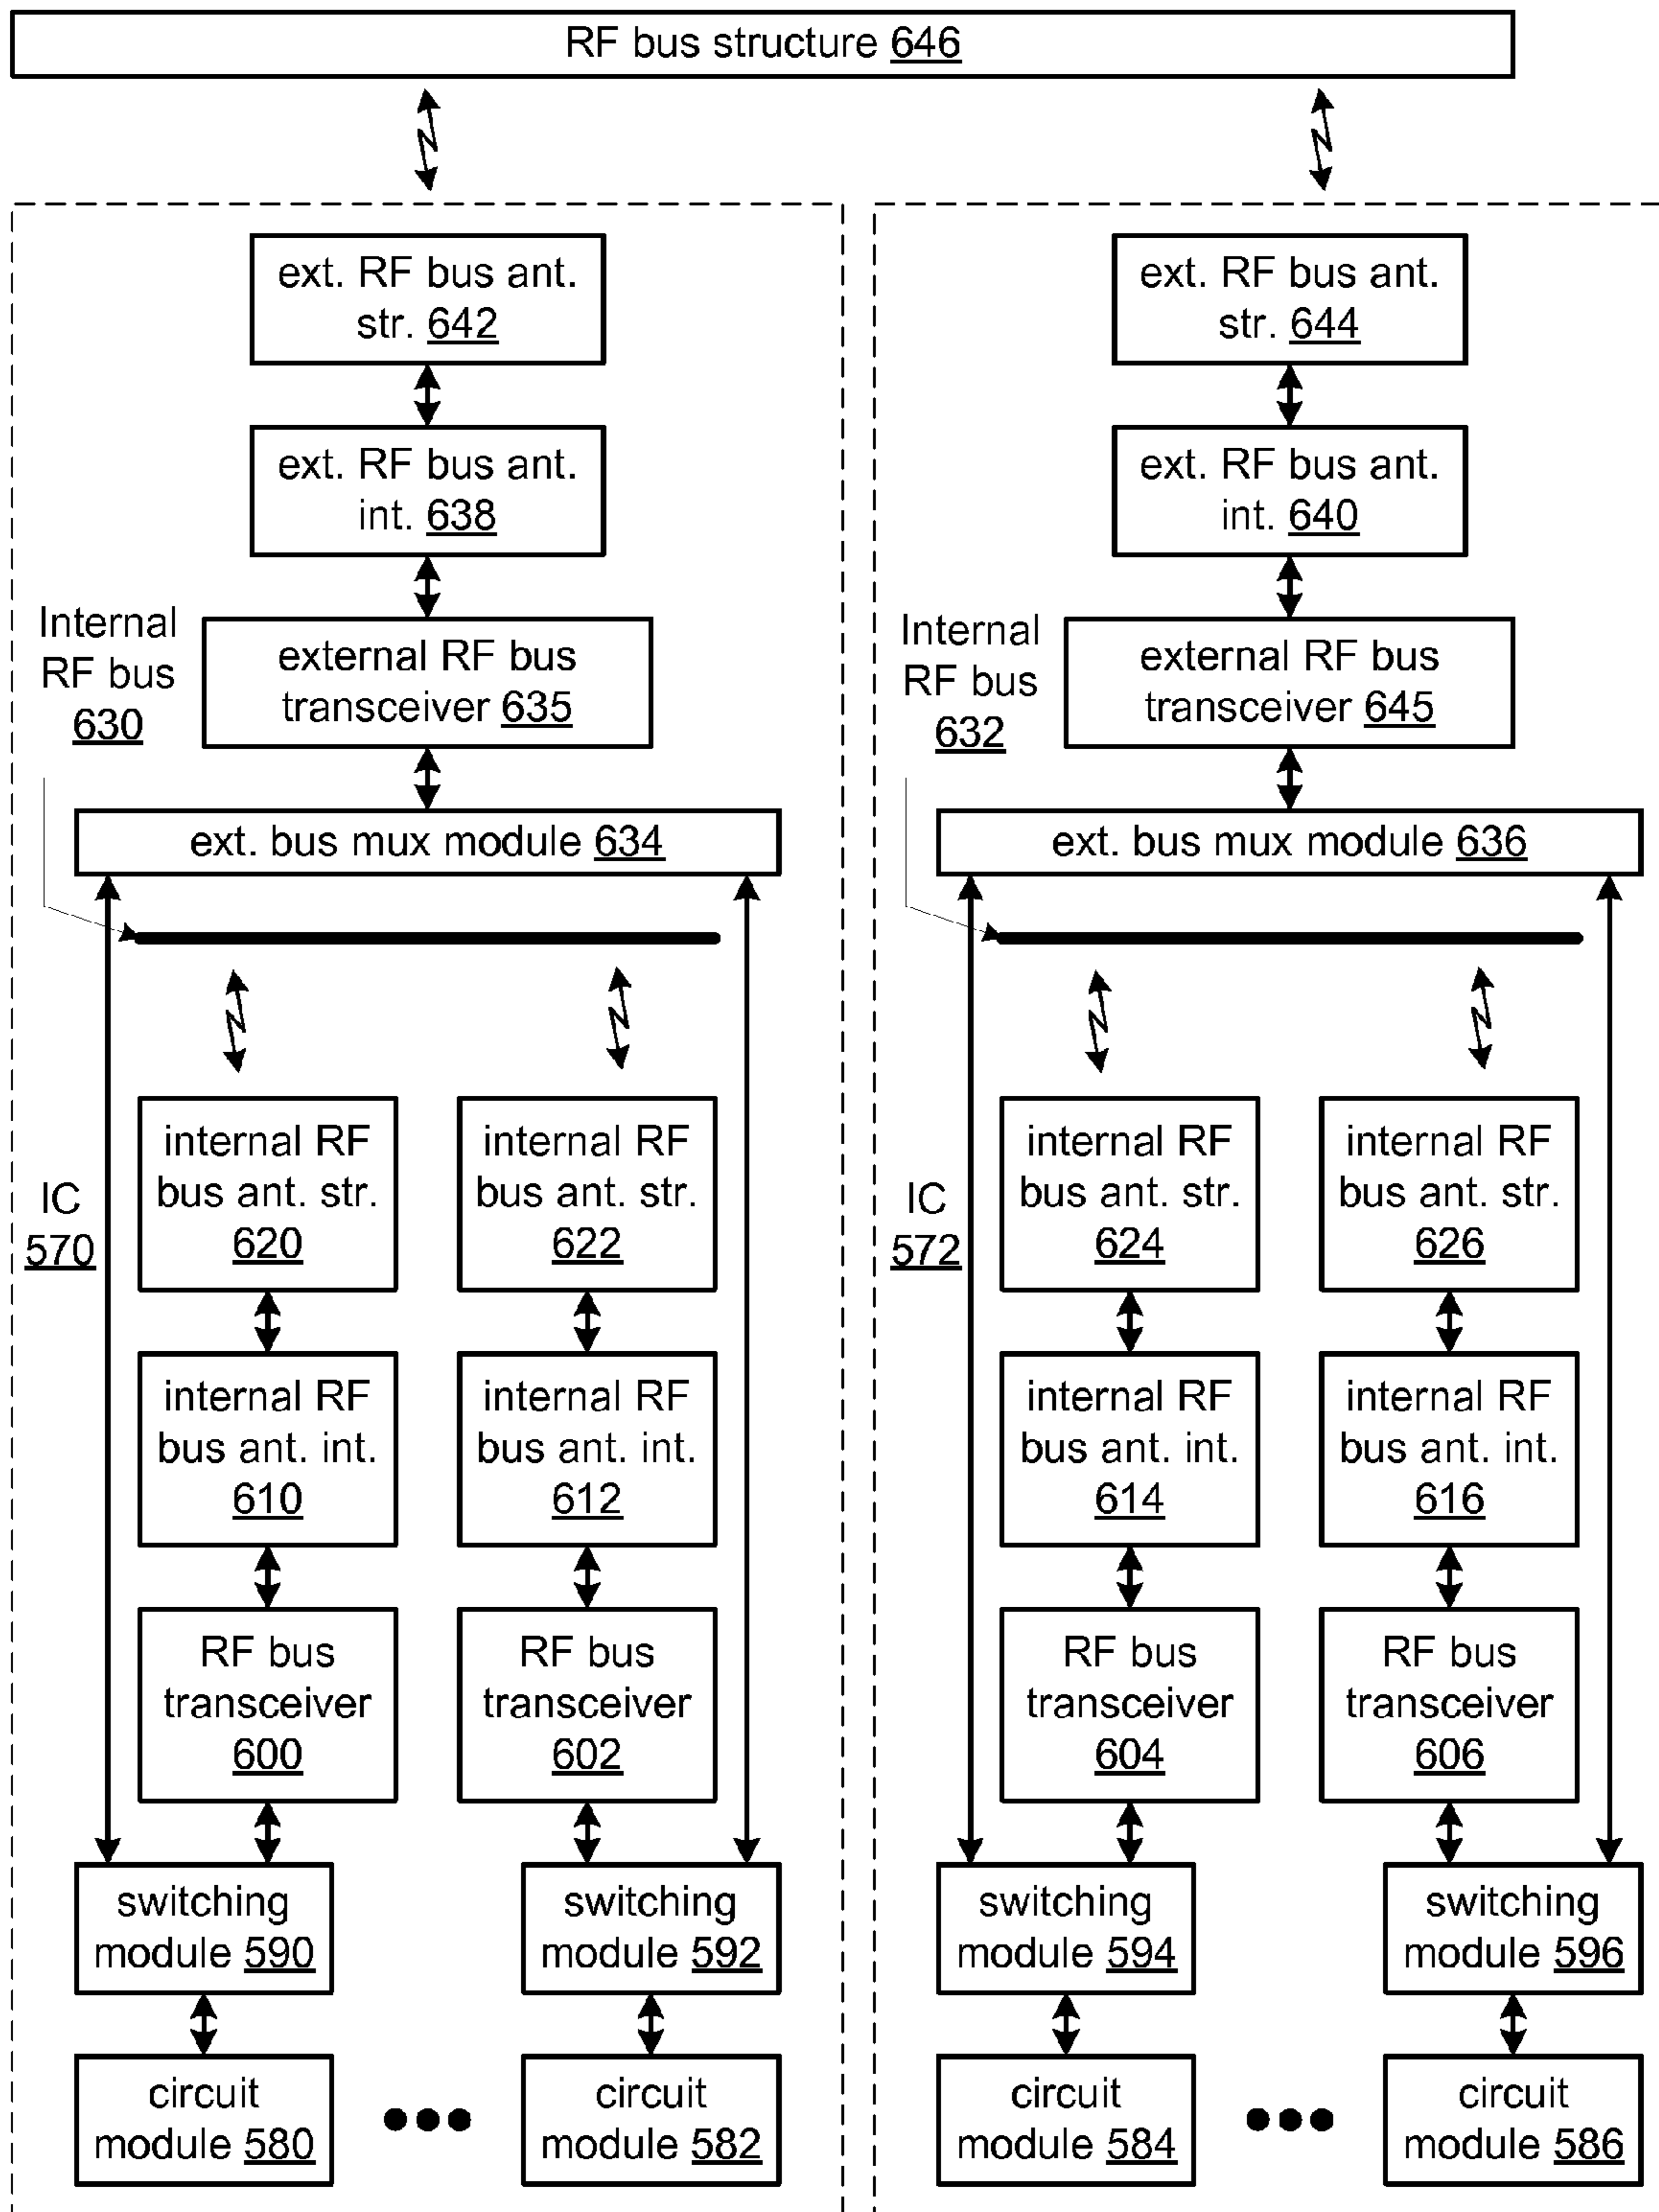 RF bus structure 646
ext. RF bus ant.
str. 642
ext. RF bus ant.
int. 638
Internal
RF bus
630
external RF bus
transceiver 635
ext. bus mux module 634
IC
570
internal RF
bus ant. str.
620
internal RF
bus ant. str.
622
internal RF
bus ant. int.
610
internal RF
bus ant. int.
612
RF bus
transceiver
600
RF bus
transceiver
602
switching
module 590
switching
module 592
circuit
module 580
circuit
module 582
ext. RF bus ant.
str. 644
ext. RF bus ant.
int. 640
Internal
RF bus
632
external RF bus
transceiver 645
ext. bus mux module 636
IC
572
internal RF
bus ant. str.
624
internal RF
bus ant. str.
626
internal RF
bus ant. int.
614
internal RF
bus ant. int.
616
RF bus
transceiver
604
RF bus
transceiver
606
switching
module 594
switching
module 596
circuit
module 584
circuit
module 586